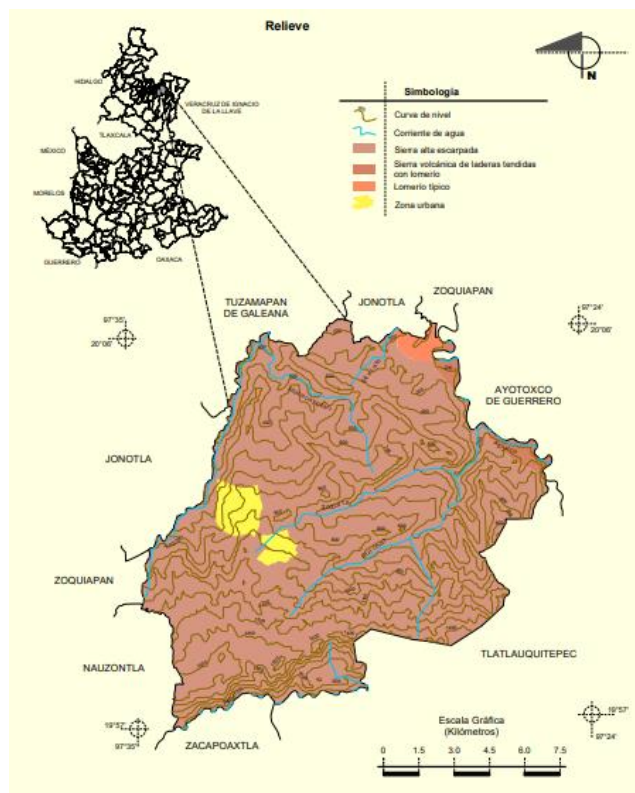 Relieve
HIDALGO
VERACRUZ DE IGNACIO
DE LA LLAVE
TLAXCALA
MÉXICO
MORELOS
GUERRERO
OAXACA
N
Simbología
Curva de nivel
Corriente de agua
Sierra alta escarpada
Sierra volcánica de laderas tendidas
con lomerío
Lomerío típico
Zona urbana
TUZAMAPAN
DE GALEANA
JONOTLA
ZOQUIAPAN
97°35'
20°06'
97°24'
20°06'
AYOTOXCO
DE GUERRERO
JONOTLA
ZOQUIAPAN
NAUZONTLA
TLATLAUQUITEPEC
ZACAPOAXTLA
19°57'
97°35'
19°57'
97°24'
Escala Gráfica
(Kilómetros)
0 1.5 3.0 4.5 6.0 7.5